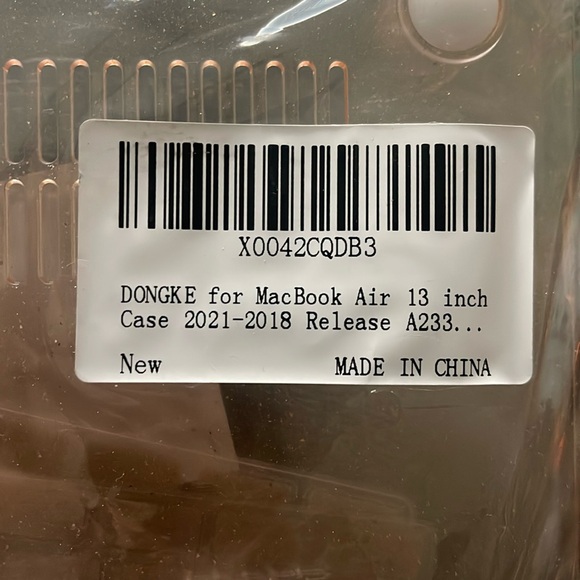 X0042CQDB3
DONGKE for MacBook Air 13 inch
Case 2021-2018 Release A233...
New MADE IN CHINA